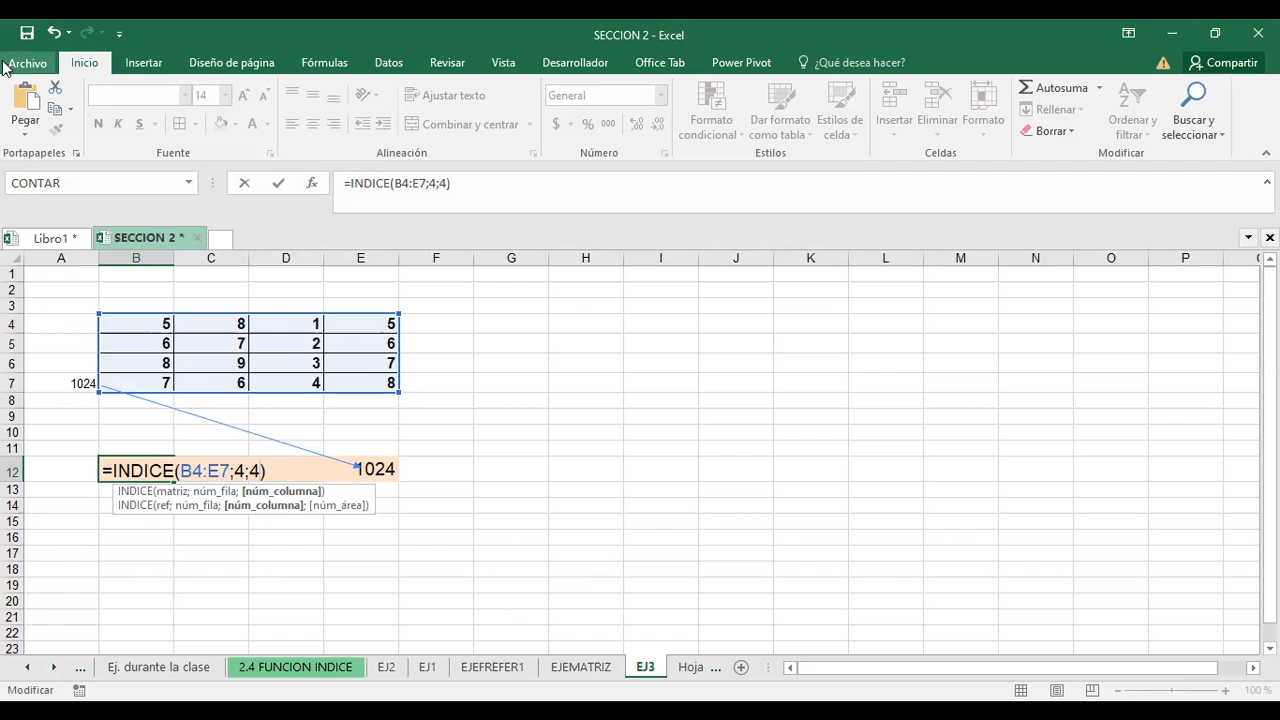 SECCION 2 - Excel
Archivo Inicio Insertar Diseño de página Fórmulas Datos Revisar Vista Desarrollador Office Tab Power Pivot ¿Qué desea hacer? Compartir
Pegar
14
N K S
Ajustar texto
Combinar y centrar
General
$ % 000
Formato condicional
Dar formato como tabla
Estilos de celda
Insertar Eliminar Formato
Autosuma
Rellenar
Borrar
Ordenar y filtrar
Buscar y seleccionar
Portapapeles Fuente Alineación Número Estilos Celdas Modificar
CONTAR fx =INDICE(B4:E7;4;4)
Libro1 * SECCION 2 *
A B C D E F G H I J K L M N O P
1
2
3
4 5 8 1 5
5 6 7 2 6
6 8 9 3 7
7 1024 7 6 4 8
8
9
10
11
12 =INDICE(B4:E7;4;4) 1024
13 INDICE(matriz; núm_fila; [núm_columna])
14 INDICE(ref; núm_fila; [núm_columna]; [núm_área])
15
16
17
18
19
20
21
22
23
... Ej. durante la clase 2.4 FUNCION INDICE EJ2 EJ1 EJEFREFER1 EJEMATRIZ EJ3 Hoja ...
Modificar 100 %